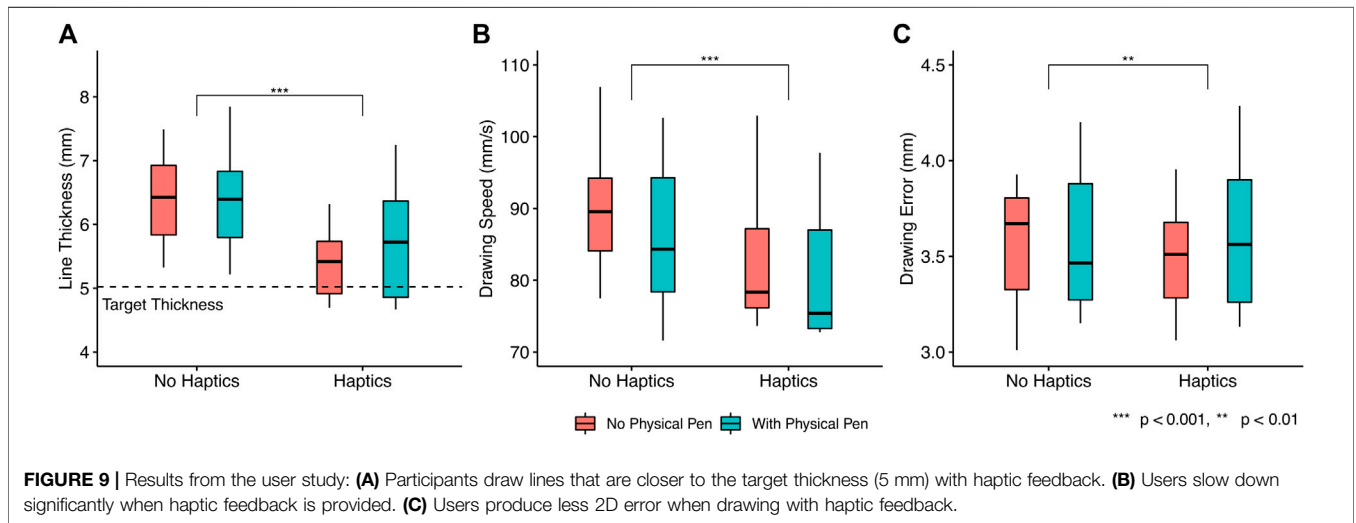 A
B
C
Line Thickness (mm)
8
7
6
5
4
***
Target Thickness
No Haptics
Haptics
Drawing Speed (mm/s)
110
100
90
80
70
***
No Haptics
Haptics
Drawing Error (mm)
4.5
4.0
3.5
3.0
**
No Haptics
Haptics
No Physical Pen
With Physical Pen
*** p < 0.001, ** p < 0.01
FIGURE 9 | Results from the user study: (A) Participants draw lines that are closer to the target thickness (5 mm) with haptic feedback. (B) Users slow down
significantly when haptic feedback is provided. (C) Users produce less 2D error when drawing with haptic feedback.